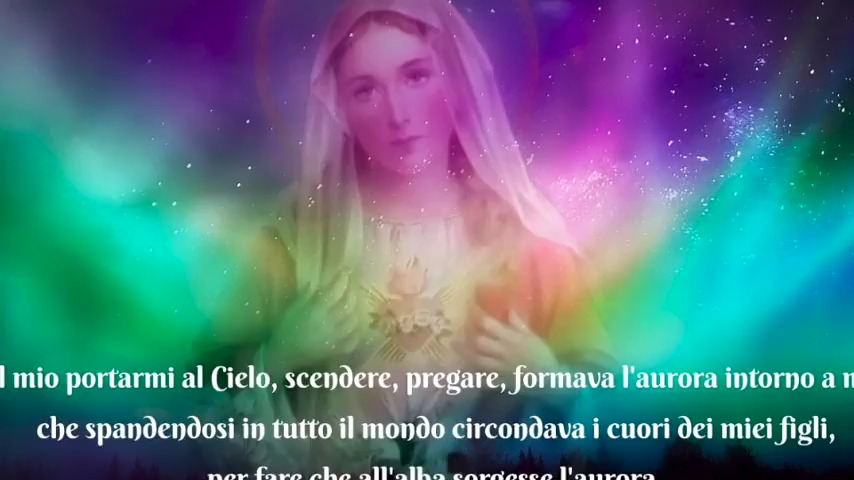 mio portarmi al Cielo, scendere, pregare, formava l'aurora intorno a
che spandendosi in tutto il mondo circondava i cuori dei miei figli,
per fare che all'alba sorgesse l'aurora